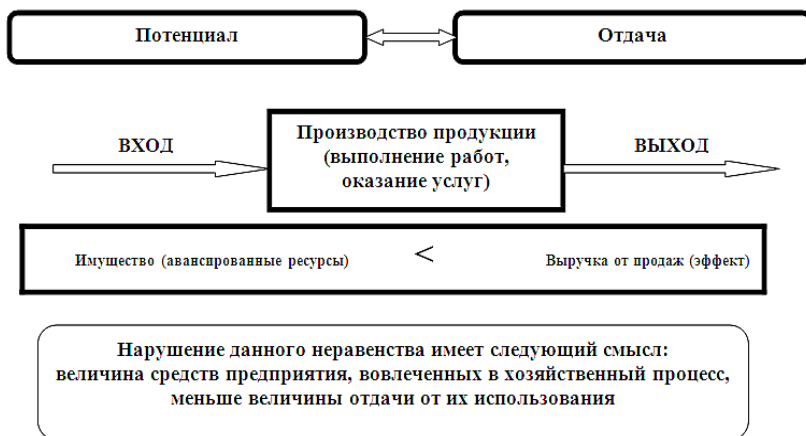 Потенциал
Отдача
ВХОД
Производство продукции
(выполнение работ,
оказание услуг)
ВЫХОД
Имущество (авансированные ресурсы) < Выручка от продаж (эффект)
Нарушение данного неравенства имеет следующий смысл:
величина средств предприятия, вовлеченных в хозяйственный процесс,
меньше величины отдачи от их использования